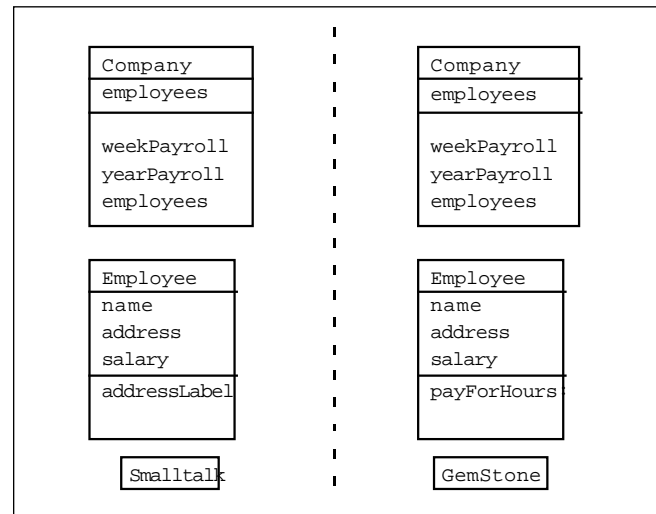 Company
employees
weekPayroll
yearPayroll
employees
Employee
name
address
salary
addressLabel
Smalltalk
Company
employees
weekPayroll
yearPayroll
employees
Employee
name
address
salary
payForHours:
GemStone